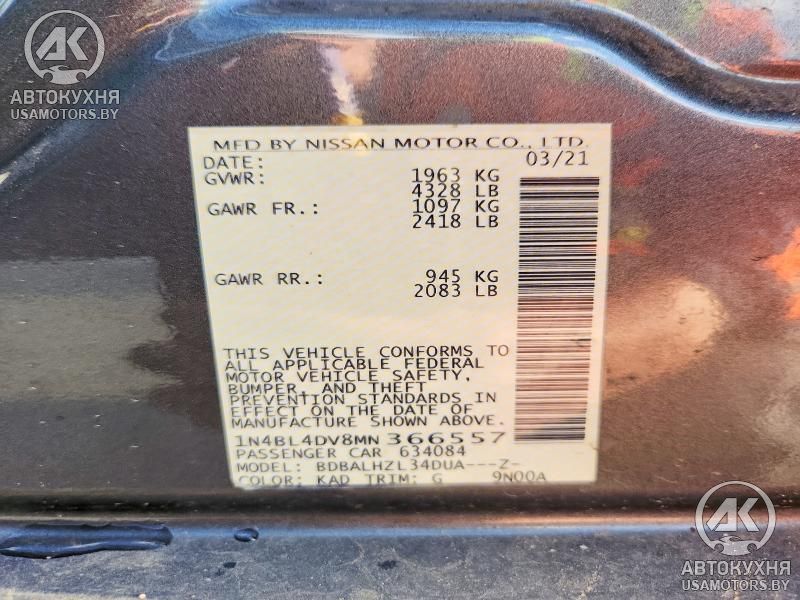 AK
АВТОКУХНЯ
USAMOTORS.BY
MFD BY NISSAN MOTOR CO., LTD.
DATE: 03/21
GVWR: 1963 KG
4328 LB
GAWR FR.: 1097 KG
2418 LB
GAWR RR.: 945 KG
2083 LB
THIS VEHICLE CONFORMS TO
ALL APPLICABLE FEDERAL
MOTOR VEHICLE SAFETY,
BUMPER, AND THEFT
PREVENTION STANDARDS IN
EFFECT ON THE DATE OF
MANUFACTURE SHOWN ABOVE.
1N4BL4DV8MN366557
PASSENGER CAR 634084
MODEL: BDBALHZL34DUA---Z-
COLOR: KAD TRIM: G 9N00A
AK
АВТОКУХНЯ
USAMOTORS.BY